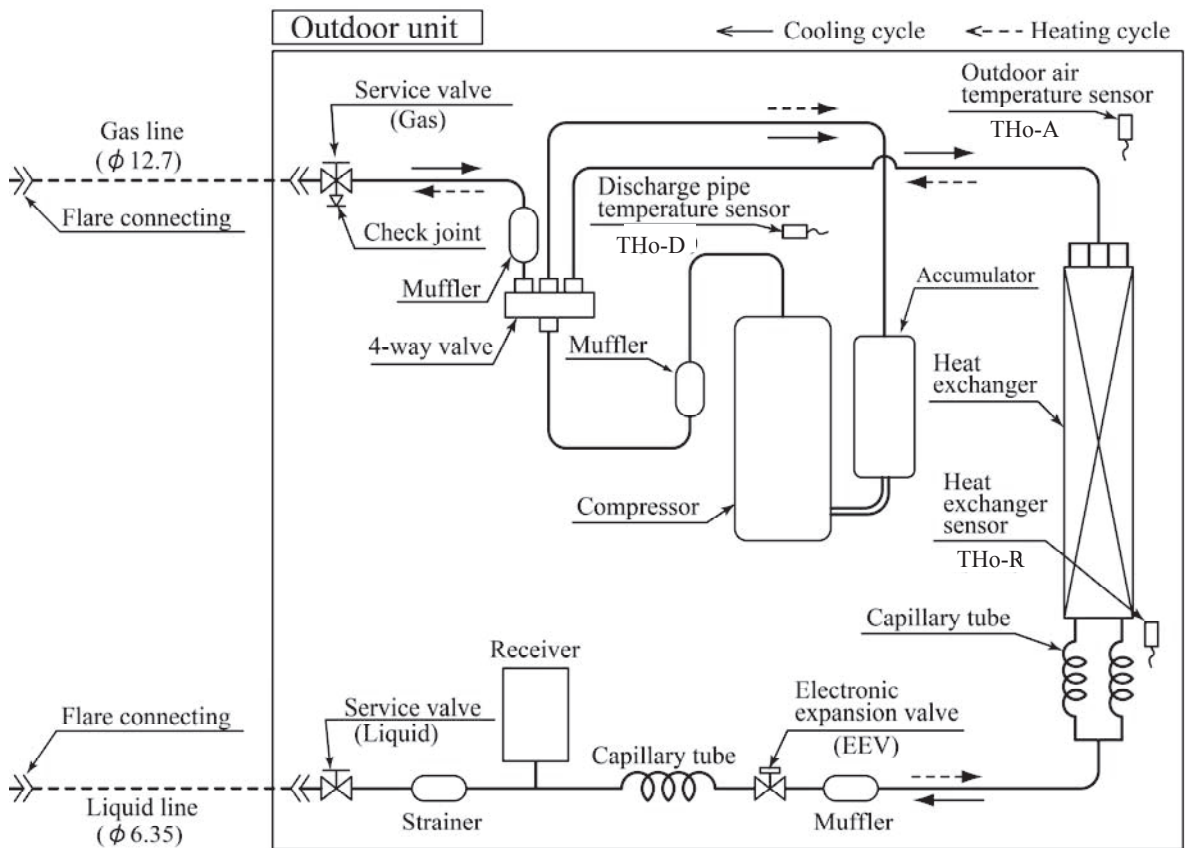 Outdoor unit
Cooling cycle
Heating cycle
Service valve
(Gas)
Outdoor air
temperature sensor
THo-A
Gas line
(ϕ 12.7)
Flare connecting
Check joint
Discharge pipe
temperature sensor
THo-D
Muffler
Accumulator
4-way valve
Muffler
Heat
exchanger
Compressor
Heat
exchanger
sensor
THo-R
Capillary tube
Receiver
Flare connecting
Service valve
(Liquid)
Electronic
expansion valve
(EEV)
Capillary tube
Liquid line
(ϕ 6.35)
Strainer
Muffler